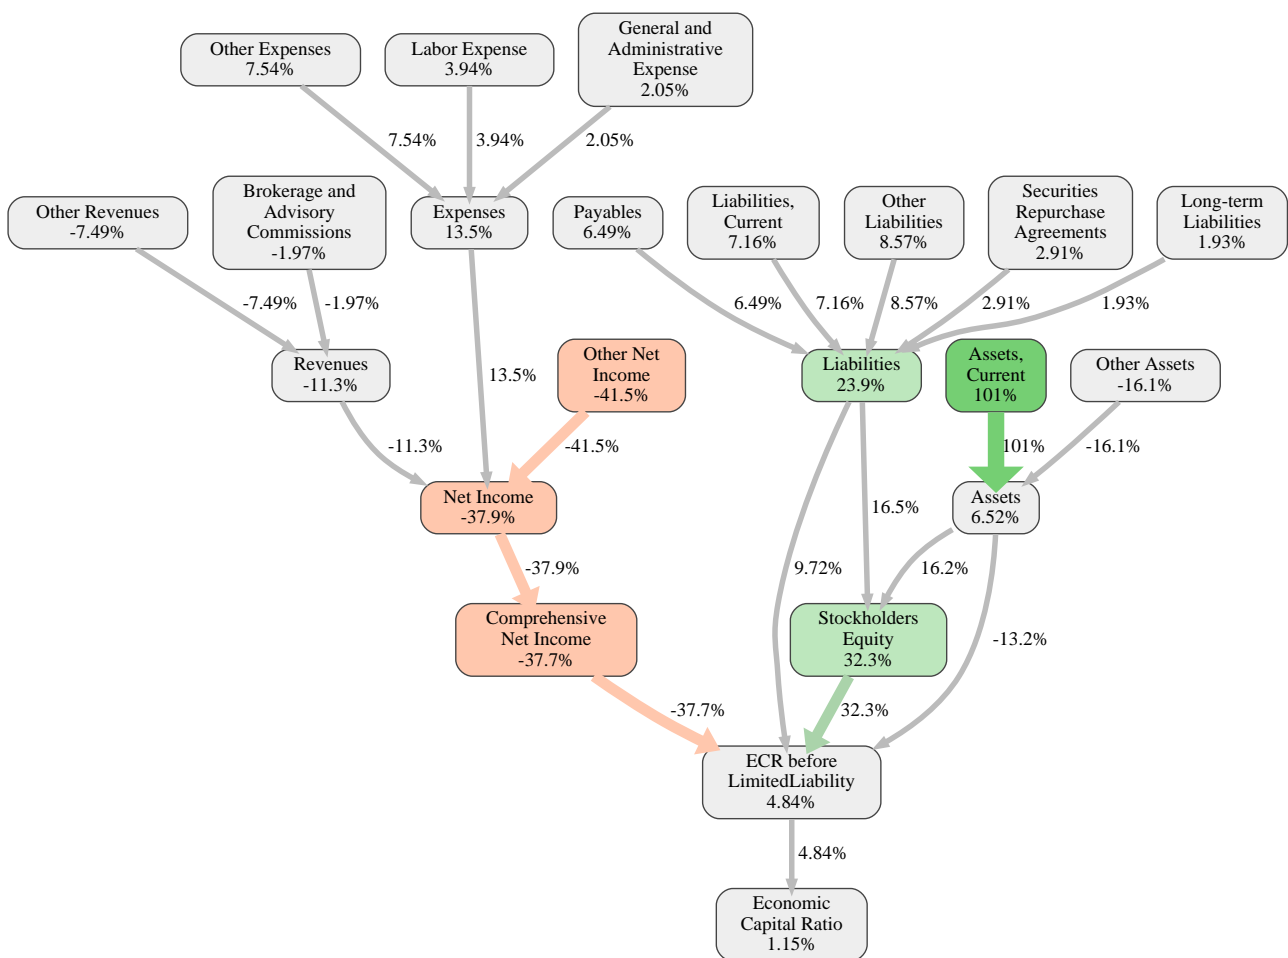 General and
Administrative
Expense
2.05%
Other Expenses
7.54%
Labor Expense
3.94%
7.54%
3.94%
2.05%
Other Revenues
-7.49%
Brokerage and
Advisory
Commissions
-1.97%
Expenses
13.5%
Payables
6.49%
Liabilities,
Current
7.16%
Other
Liabilities
8.57%
Securities
Repurchase
Agreements
2.91%
Long-term
Liabilities
1.93%
-7.49%
-1.97%
6.49%
7.16%
8.57%
2.91%
1.93%
Revenues
-11.3%
13.5%
Other Net
Income
-41.5%
Liabilities
23.9%
Assets,
Current
101%
Other Assets
-16.1%
-11.3%
-41.5%
101%
-16.1%
Net Income
-37.9%
16.5%
Assets
6.52%
-37.9%
9.72%
16.2%
Comprehensive
Net Income
-37.7%
Stockholders
Equity
32.3%
-13.2%
-37.7%
32.3%
ECR before
LimitedLiability
4.84%
4.84%
Economic
Capital Ratio
1.15%